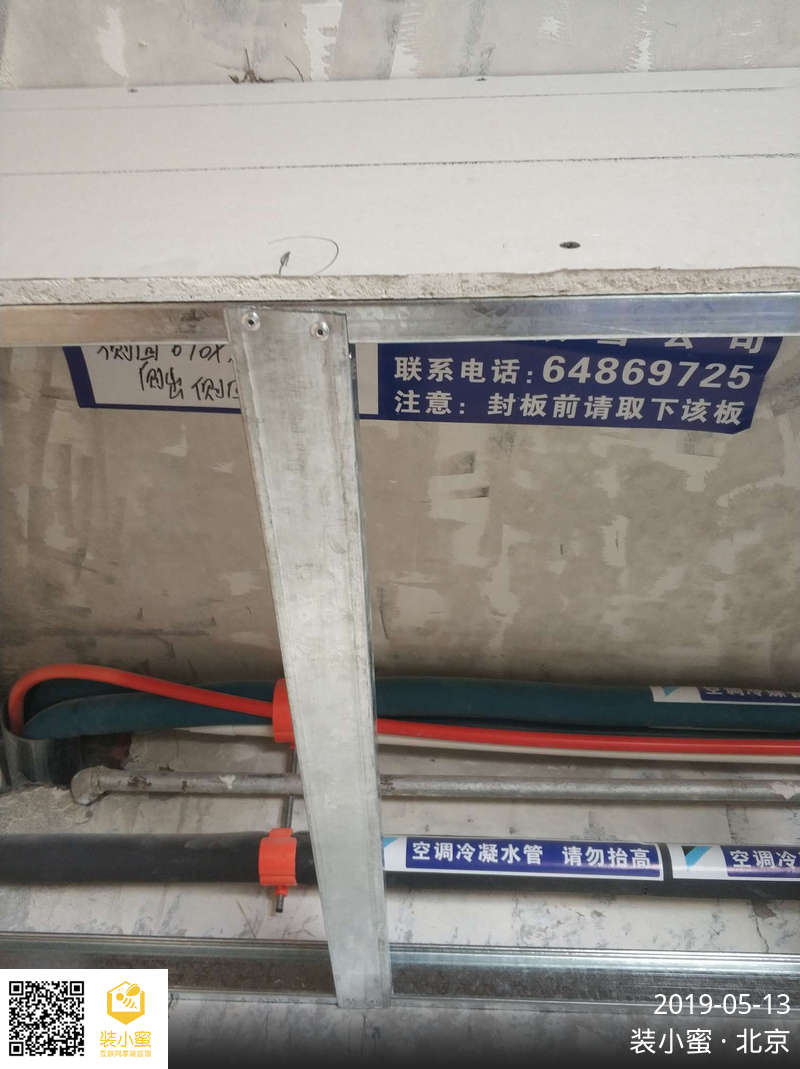 公司
联系电话:64869725
注意: 封板前请取下该板
空调冷凝水管 请勿抬高
空调冷
2019-05-13
装小蜜·北京
装小蜜